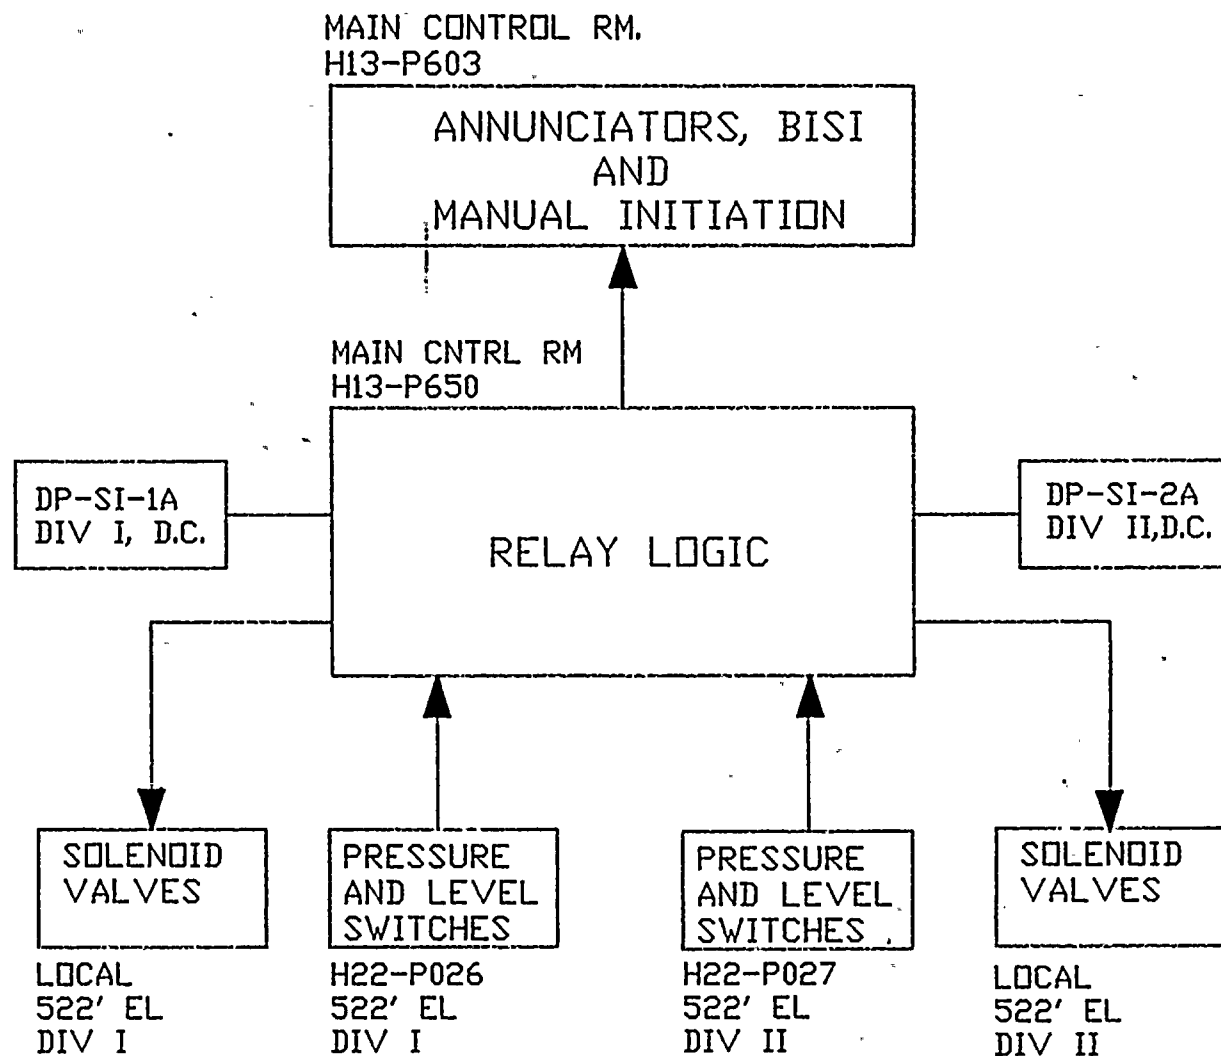 MAIN CONTROL RM.
H13-P603
ANNUNCIATORS, BISI
AND
MANUAL INITIATION
MAIN CNTRL RM
H13-P650
RELAY LOGIC
DP-SI-1A
DIV I, D.C.
DP-SI-2A
DIV II,D.C.
SOLENOID
VALVES
LOCAL
522' EL
DIV I
PRESSURE
AND LEVEL
SWITCHES
H22-P026
522' EL
DIV I
PRESSURE
AND LEVEL
SWITCHES
H22-P027
522' EL
DIV II
SOLENOID
VALVES
LOCAL
522' EL
DIV II